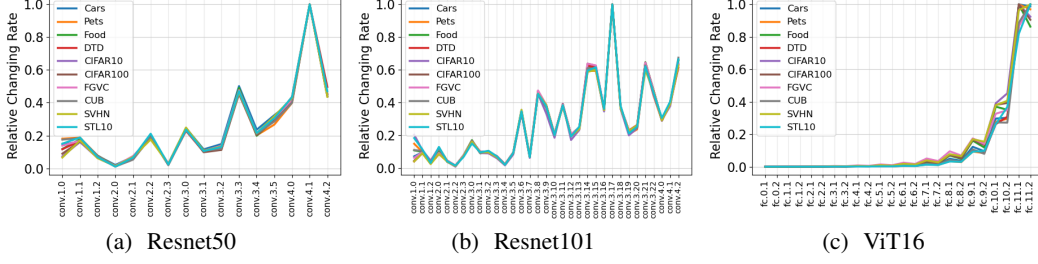 Relative Changing Rate
1.0
0.8
0.6
0.4
0.2
0.0
Cars
Pets
Food
DTD
CIFAR10
CIFAR100
FGVC
CUB
SVHN
STL10
conv.1.0
conv.1.1
conv.1.2
conv.2.0
conv.2.1
conv.2.2
conv.2.3
conv.3.0
conv.3.1
conv.3.2
conv.3.3
conv.3.4
conv.3.5
conv.4.0
conv.4.1
conv.4.2
(a) Resnet50
Relative Changing Rate
1.0
0.8
0.6
0.4
0.2
0.0
Cars
Pets
Food
DTD
CIFAR10
CIFAR100
FGVC
CUB
SVHN
STL10
conv.1.0
conv.1.1
conv.1.2
conv.2.0
conv.2.1
conv.2.2
conv.2.3
conv.3.0
conv.3.1
conv.3.2
conv.3.3
conv.3.4
conv.3.5
conv.3.6
conv.3.7
conv.3.8
conv.3.9
conv.3.10
conv.3.11
conv.3.12
conv.3.13
conv.3.14
conv.3.15
conv.3.16
conv.3.17
conv.3.18
conv.3.19
conv.3.20
conv.3.21
conv.3.22
conv.4.0
conv.4.1
conv.4.2
(b) Resnet101
Relative Changing Rate
1.0
0.8
0.6
0.4
0.2
0.0
Cars
Pets
Food
DTD
CIFAR10
CIFAR100
FGVC
CUB
SVHN
STL10
fc.0.1
fc.0.2
fc.1.1
fc.1.2
fc.2.1
fc.2.2
fc.3.1
fc.3.2
fc.4.1
fc.4.2
fc.5.1
fc.5.2
fc.6.1
fc.6.2
fc.7.1
fc.7.2
fc.8.1
fc.8.2
fc.9.1
fc.9.2
fc.10.1
fc.10.2
fc.11.1
fc.11.2
(c) ViT16